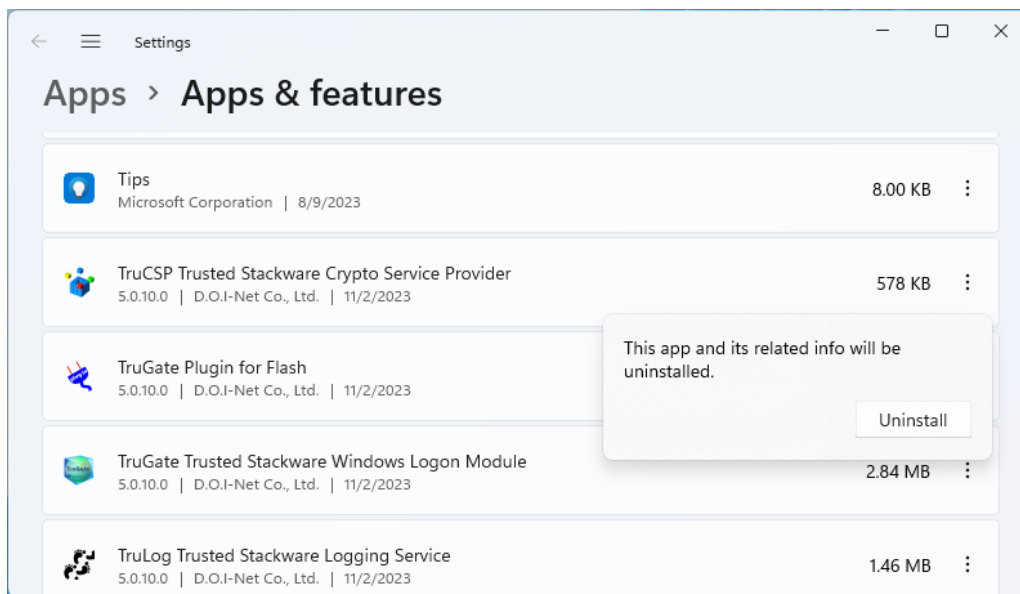 Settings
Apps > Apps & features
Tips
Microsoft Corporation | 8/9/2023
8.00 KB
TruCSP Trusted Stackware Crypto Service Provider
5.0.10.0 | D.O.I-Net Co., Ltd. | 11/2/2023
578 KB
This app and its related info will be
uninstalled.
Uninstall
TruGate Plugin for Flash
5.0.10.0 | D.O.I-Net Co., Ltd. | 11/2/2023
TruGate Trusted Stackware Windows Logon Module
5.0.10.0 | D.O.I-Net Co., Ltd. | 11/2/2023
2.84 MB
TruLog Trusted Stackware Logging Service
5.0.10.0 | D.O.I-Net Co., Ltd. | 11/2/2023
1.46 MB